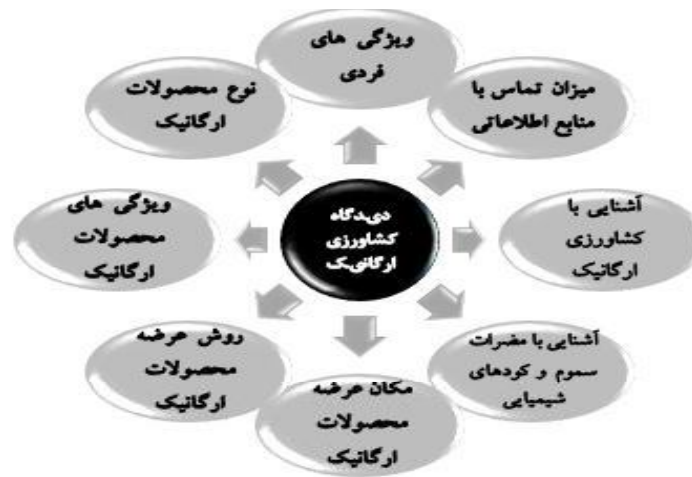 ویژگی های
فردی
میزان تماس با
منابع اطلاعاتی
آشنایی با
کشاورزی
ارگانیک
آشنایی با مضرات
سموم و کودهای
شیمیایی
مکان عرضه
محصولات
ارگانیک
روش عرضه
محصولات
ارگانیک
ویژگی های
محصولات
ارگانیک
نوع محصولات
ارگانیک
دیدگاه
کشاورزی
ارگانیک